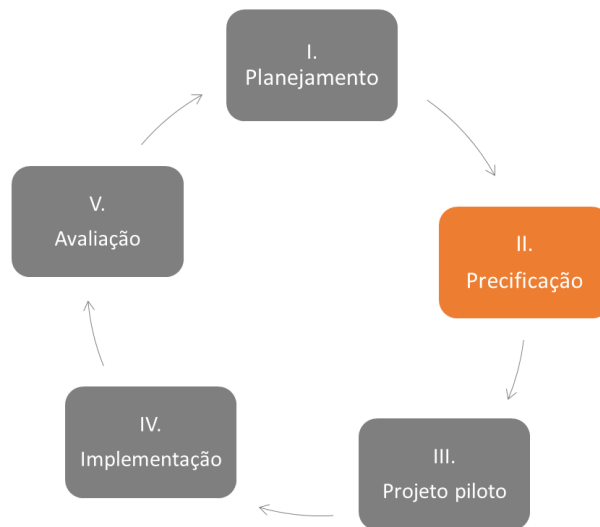 I.
Planejamento
II.
Precificação
III.
Projeto piloto
IV.
Implementação
V.
Avaliação